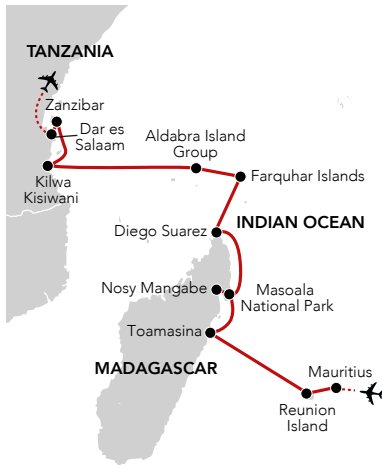 TANZANIA
Zanzibar
Dar es
Salaam
Aldabra Island
Group
Kilwa
Kisiwani
Farquhar Islands
Diego Suarez
INDIAN OCEAN
Nosy Mangabe
Masoala
National Park
Toamasina
MADAGASCAR
Mauritius
Reunion
Island